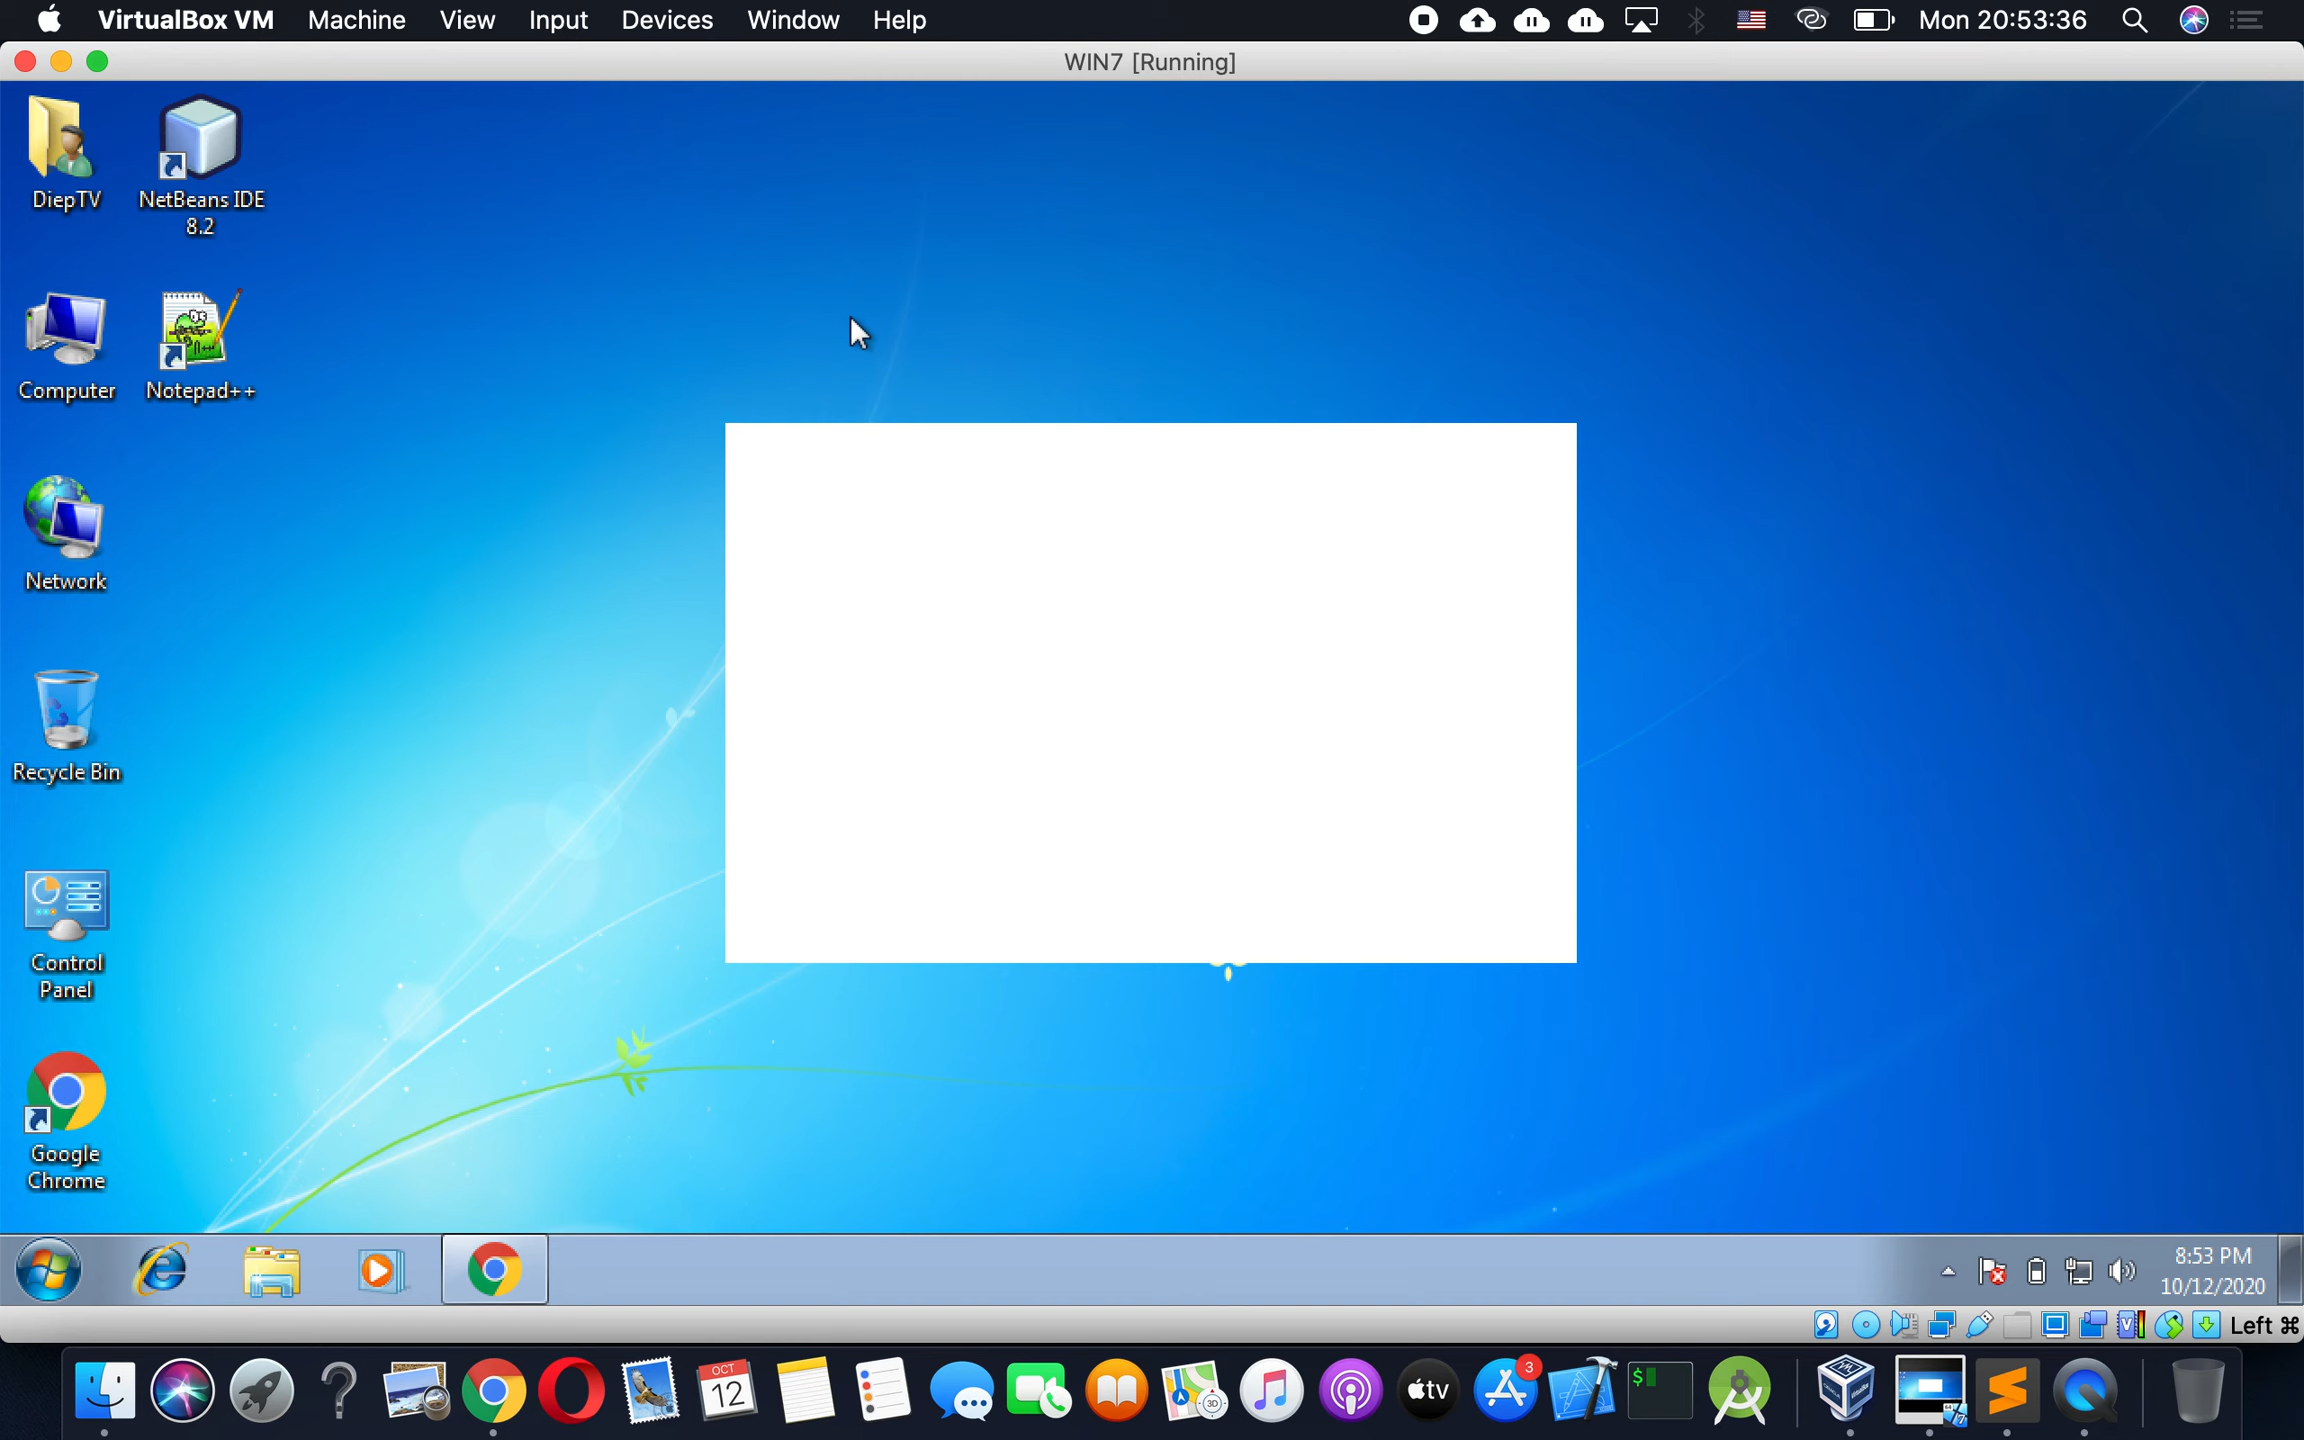 VirtualBox VM Machine View Input Devices Window Help Mon 20:53:36
WIN7 [Running]
DiepTV
NetBeans IDE
8.2
Computer
Notepad++
Network
Recycle Bin
Control
Panel
Google
Chrome
8:53 PM
10/12/2020
Left ⌘
OCT
12
3D
tv
3
$